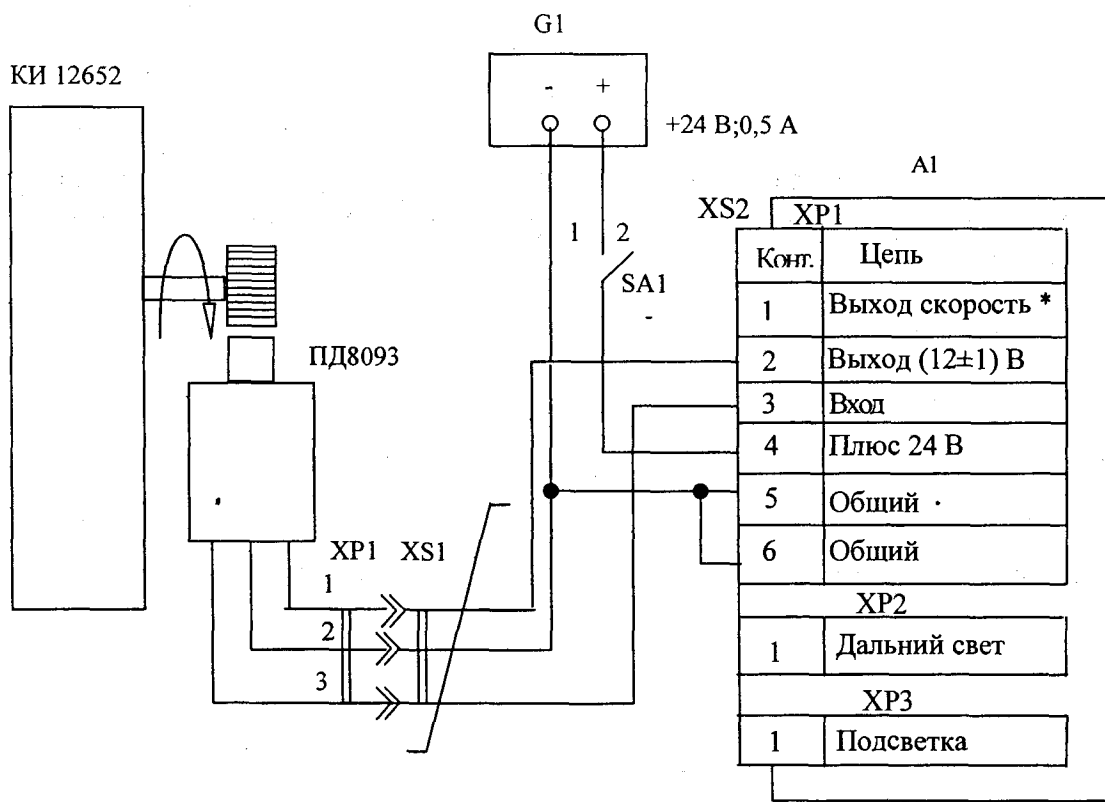 G1
КИ 12652
- +
+24 В;0,5 А
A1
XS2 XP1
1 2
SA1
-
Конт. Цепь
1 Выход скорость *
2 Выход (12±1) В
3 Вход
4 Плюс 24 В
5 Общий
6 Общий
ПД8093
XP1 XS1
1
2
3
XP2
1 Дальний свет
XP3
1 Подсветка